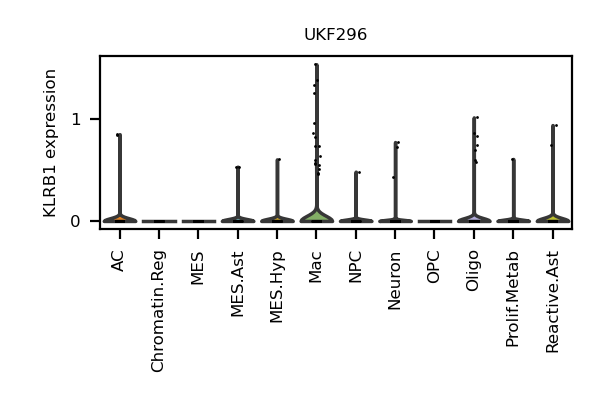 UKF296
KLRB1 expression
1
0
AC
Chromatin.Reg
MES
MES.Ast
MES.Hyp
Mac
NPC
Neuron
OPC
Oligo
Prolif.Metab
Reactive.Ast